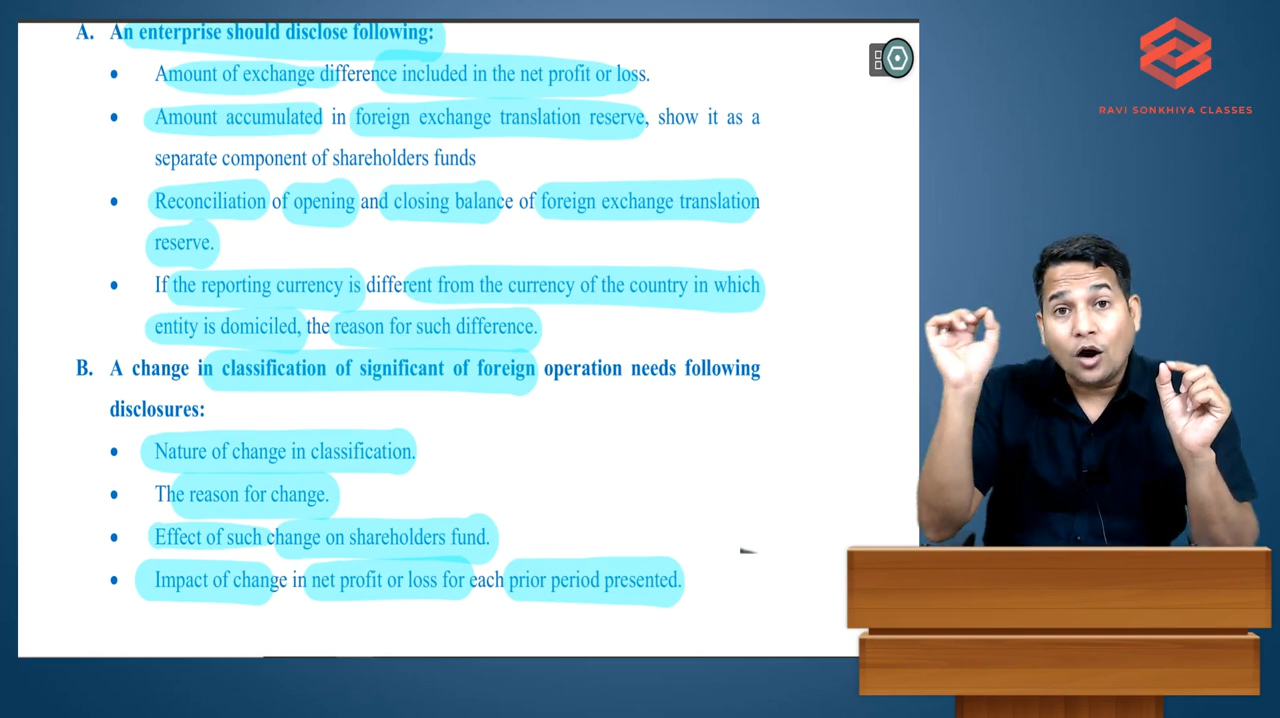 A. An enterprise should disclose following:
• Amount of exchange difference included in the net profit or loss.
• Amount accumulated in foreign exchange translation reserve, show it as a
separate component of shareholders funds
• Reconciliation of opening and closing balance of foreign exchange translation
reserve.
• If the reporting currency is different from the currency of the country in which
entity is domiciled, the reason for such difference.
B. A change in classification of significant of foreign operation needs following
disclosures:
• Nature of change in classification.
• The reason for change.
• Effect of such change on shareholders fund.
• Impact of change in net profit or loss for each prior period presented.
RAVI SONKHIYA CLASSES